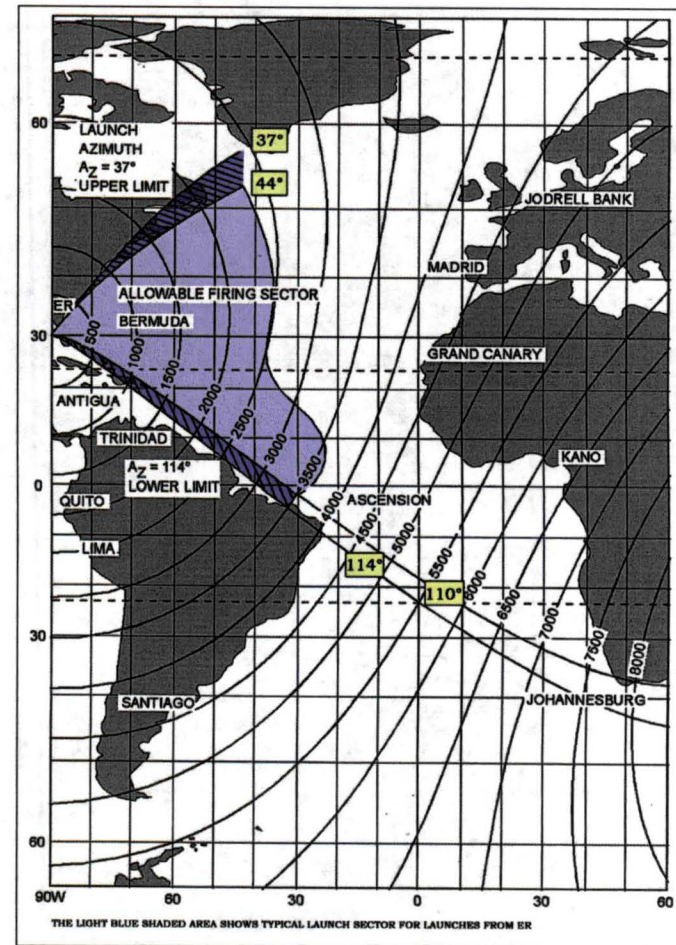 60
LAUNCH
AZIMUTH
AZ = 37°
UPPER LIMIT
37°
44°
JODRELL BANK
MADRID
ER
ALLOWABLE FIRING SECTOR
BERMUDA
30
GRAND CANARY
500
1000
1500
2000
2500
3000
3500
4000
4500
5000
5500
6000
6500
7000
7500
8000
ANTIGUA
TRINIDAD
AZ = 114°
LOWER LIMIT
KANO
0
QUITO
ASCENSION
LIMA
114°
110°
30
SANTIAGO
JOHANNESBURG
60
90W 60 30 0 30 60
THE LIGHT BLUE SHADED AREA SHOWS TYPICAL LAUNCH SECTOR FOR LAUNCHES FROM ER